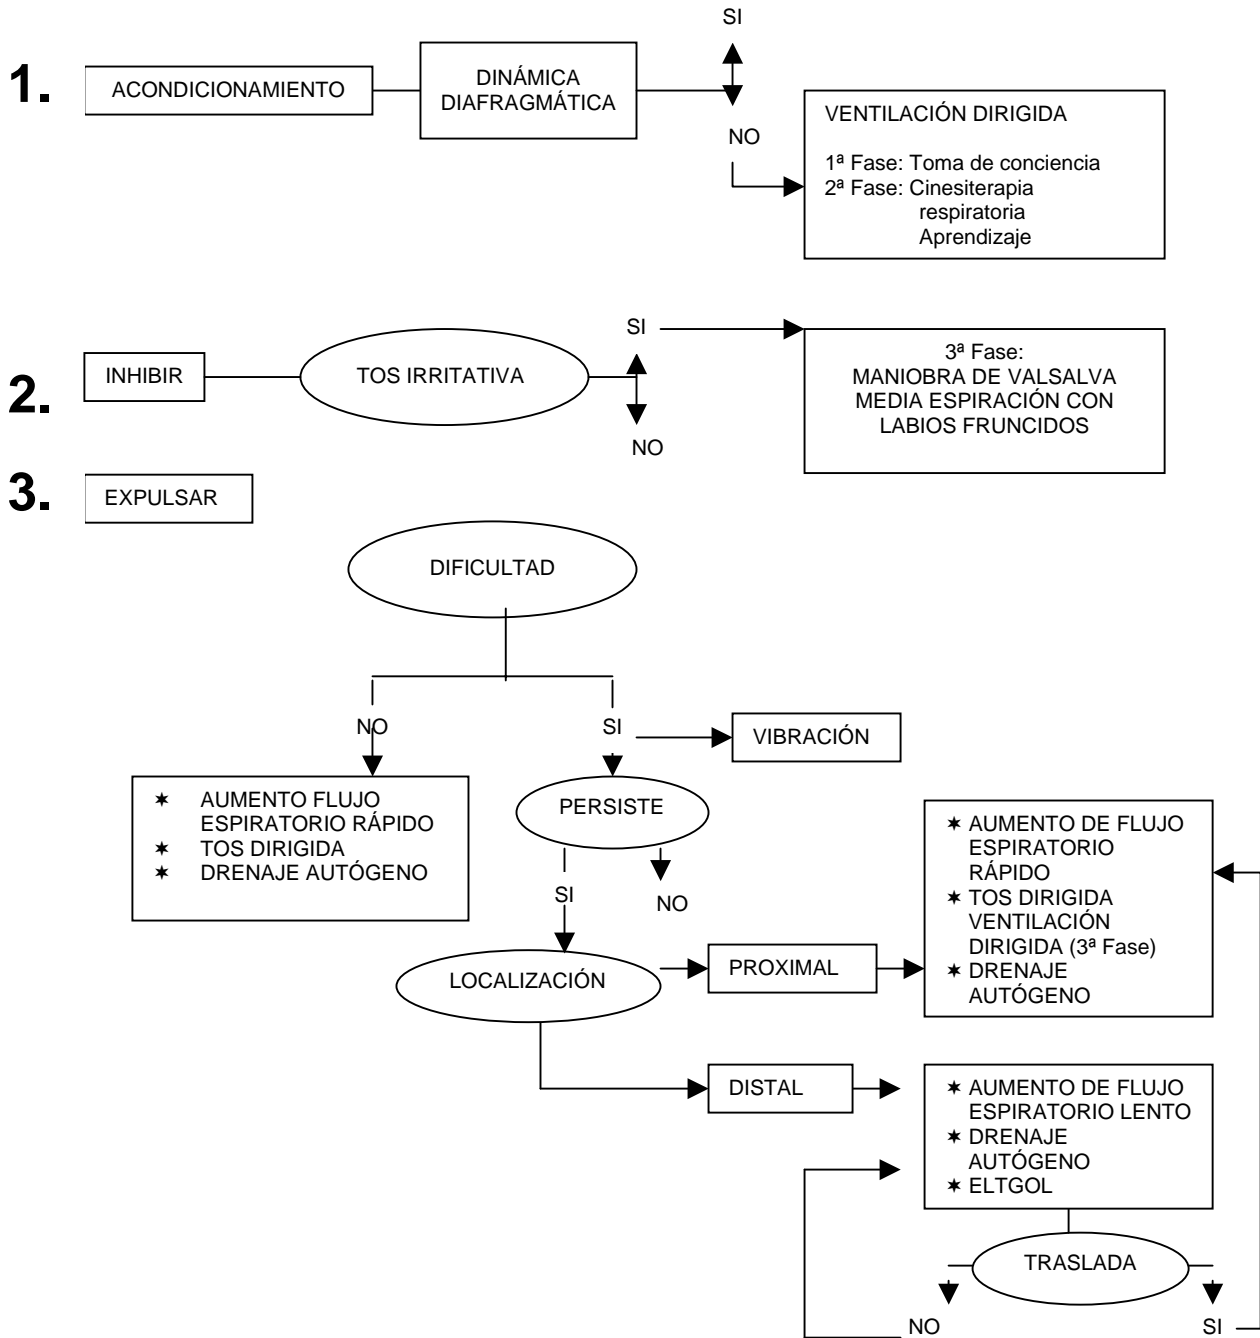 SI
1.
ACONDICIONAMIENTO
DINÁMICA
DIAFRAGMÁTICA
NO
VENTILACIÓN DIRIGIDA
1ª Fase: Toma de conciencia
2ª Fase: Cinesiterapia
respiratoria
Aprendizaje
2.
INHIBIR
TOS IRRITATIVA
SI
NO
3ª Fase:
MANIOBRA DE VALSALVA
MEDIA ESPIRACIÓN CON
LABIOS FRUNCIDOS
3.
EXPULSAR
DIFICULTAD
NO
SI
VIBRACIÓN
✶ AUMENTO FLUJO
ESPIRATORIO RÁPIDO
✶ TOS DIRIGIDA
✶ DRENAJE AUTÓGENO
PERSISTE
SI
NO
LOCALIZACIÓN
PROXIMAL
✶ AUMENTO DE FLUJO
ESPIRATORIO
RÁPIDO
✶ TOS DIRIGIDA
VENTILACIÓN
DIRIGIDA (3ª Fase)
✶ DRENAJE
AUTÓGENO
DISTAL
✶ AUMENTO DE FLUJO
ESPIRATORIO LENTO
✶ DRENAJE
AUTÓGENO
✶ ELTGOL
TRASLADA
NO
SI